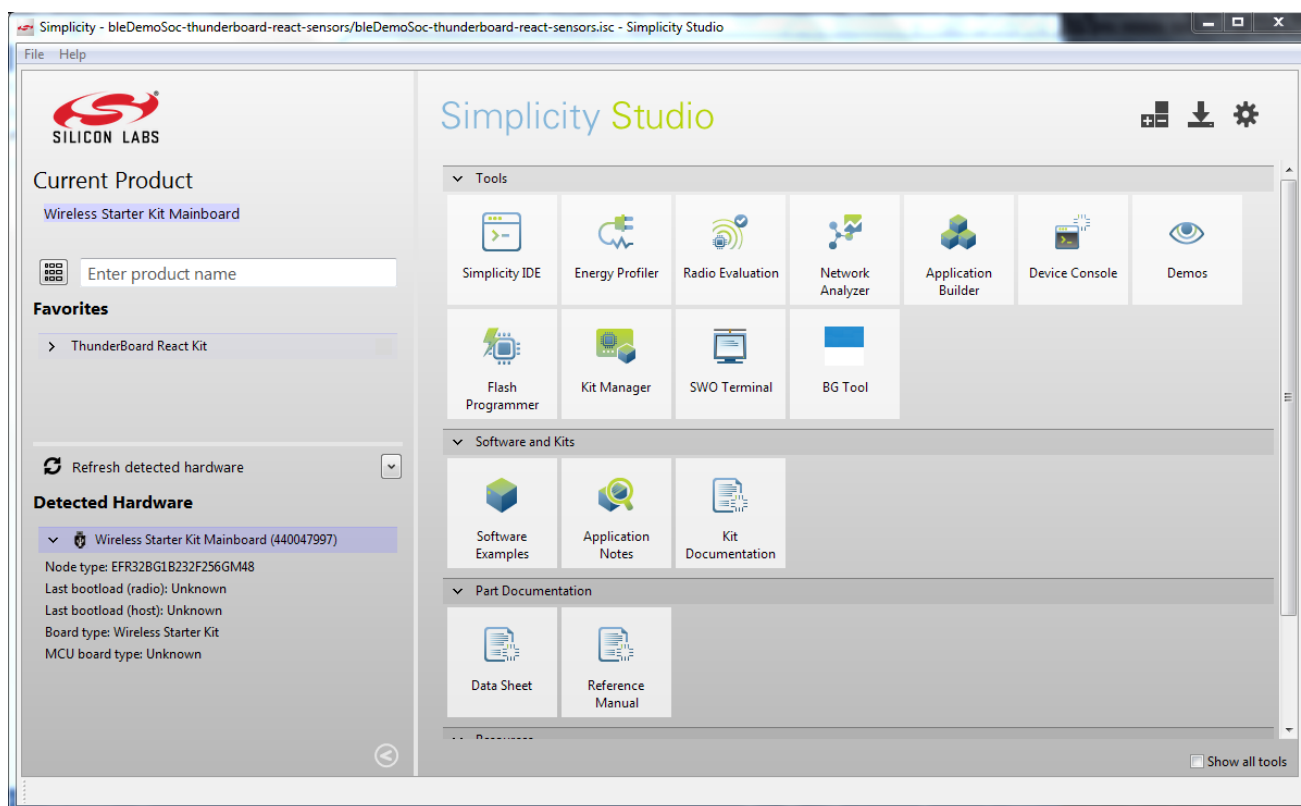 Simplicity - bleDemoSoc-thunderboard-react-sensors/bleDemoSoc-thunderboard-react-sensors.isc - Simplicity Studio
File Help
SILICON LABS
Current Product
Wireless Starter Kit Mainboard
Enter product name
Favorites
ThunderBoard React Kit
Refresh detected hardware
Detected Hardware
Wireless Starter Kit Mainboard (440047997)
Node type: EFR32BG1B232F256GM48
Last bootload (radio): Unknown
Last bootload (host): Unknown
Board type: Wireless Starter Kit
MCU board type: Unknown
Simplicity Studio
Tools
Simplicity IDE
Energy Profiler
Radio Evaluation
Network
Analyzer
Application
Builder
Device Console
Demos
Flash
Programmer
Kit Manager
SWO Terminal
BG Tool
Software and Kits
Software
Examples
Application
Notes
Kit
Documentation
Part Documentation
Data Sheet
Reference
Manual
Resources
Show all tools